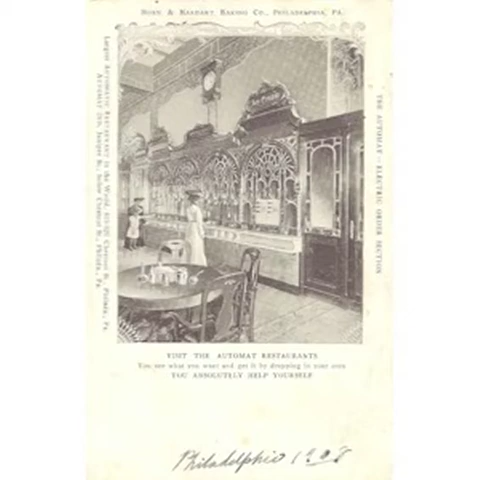 Horn & Hardart Baking Co., Philadelphia, Pa.
Largest Automatic Restaurant in the World, 818-820 Chestnut St., Philada., Pa.
Automat 2nd, Juniper St., below Chestnut St., Philada., Pa.
THE AUTOMAT—ELECTRIC ORDER SECTION
VISIT THE AUTOMAT RESTAURANTS
You see what you want and get it by dropping in your coin
YOU ABSOLUTELY HELP YOURSELF
Philadelphia 1908